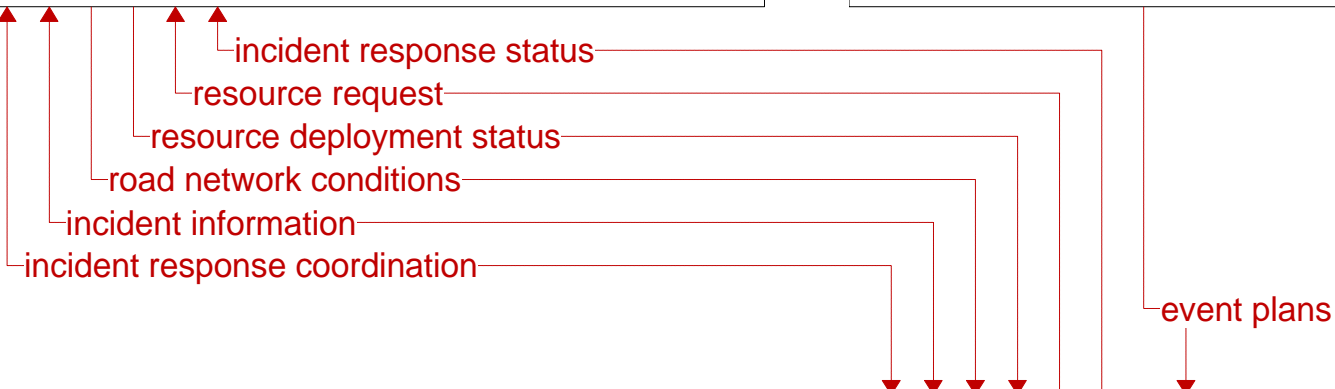 incident response status
resource request
resource deployment status
road network conditions
incident information
incident response coordination
event plans